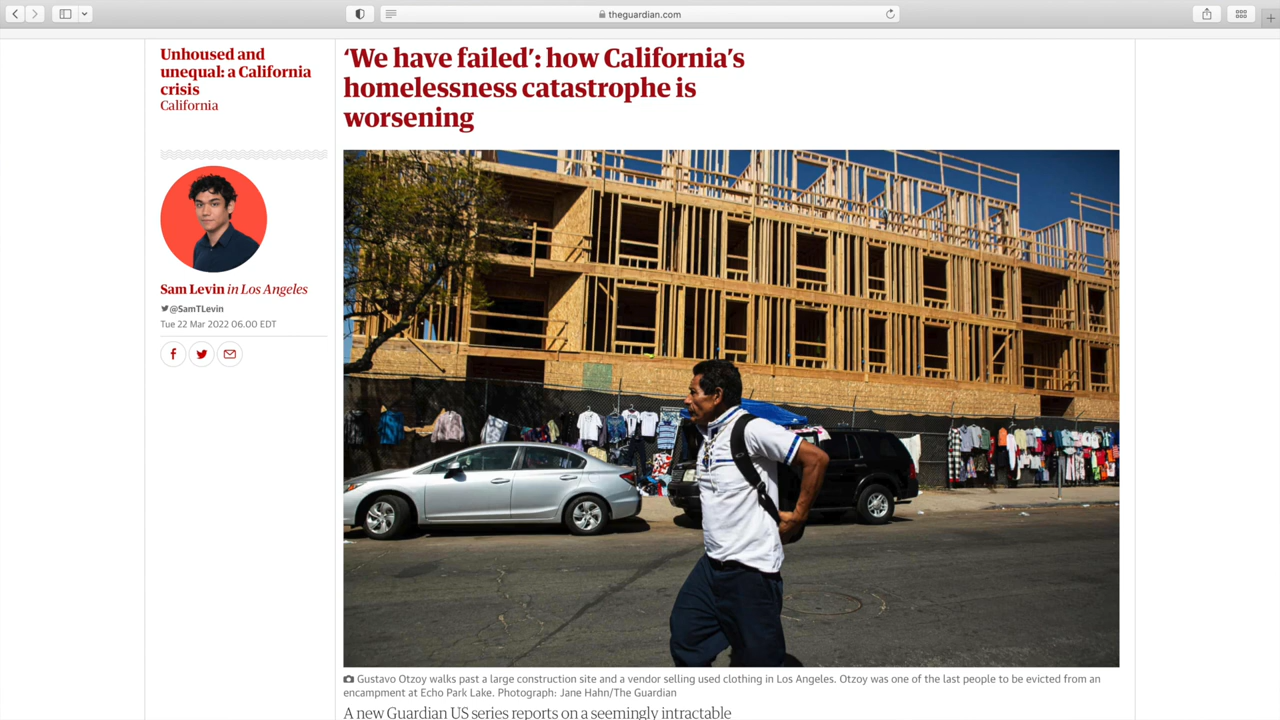 theguardian.com
Unhoused and
unequal: a California
crisis
California
‘We have failed’: how California’s
homelessness catastrophe is
worsening
Sam Levin in Los Angeles
@SamTLevin
Tue 22 Mar 2022 06.00 EDT
Gustavo Otzoy walks past a large construction site and a vendor selling used clothing in Los Angeles. Otzoy was one of the last people to be evicted from an
encampment at Echo Park Lake. Photograph: Jane Hahn/The Guardian
A new Guardian US series reports on a seemingly intractable